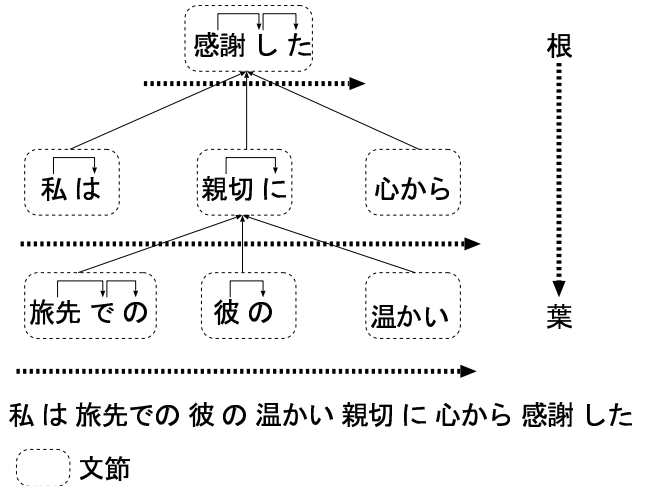 感謝 し た
根
私 は
親切 に
心から
旅先 で の
彼 の
温かい
葉
私 は 旅先での 彼 の 温かい 親切 に 心から 感謝 した
文節